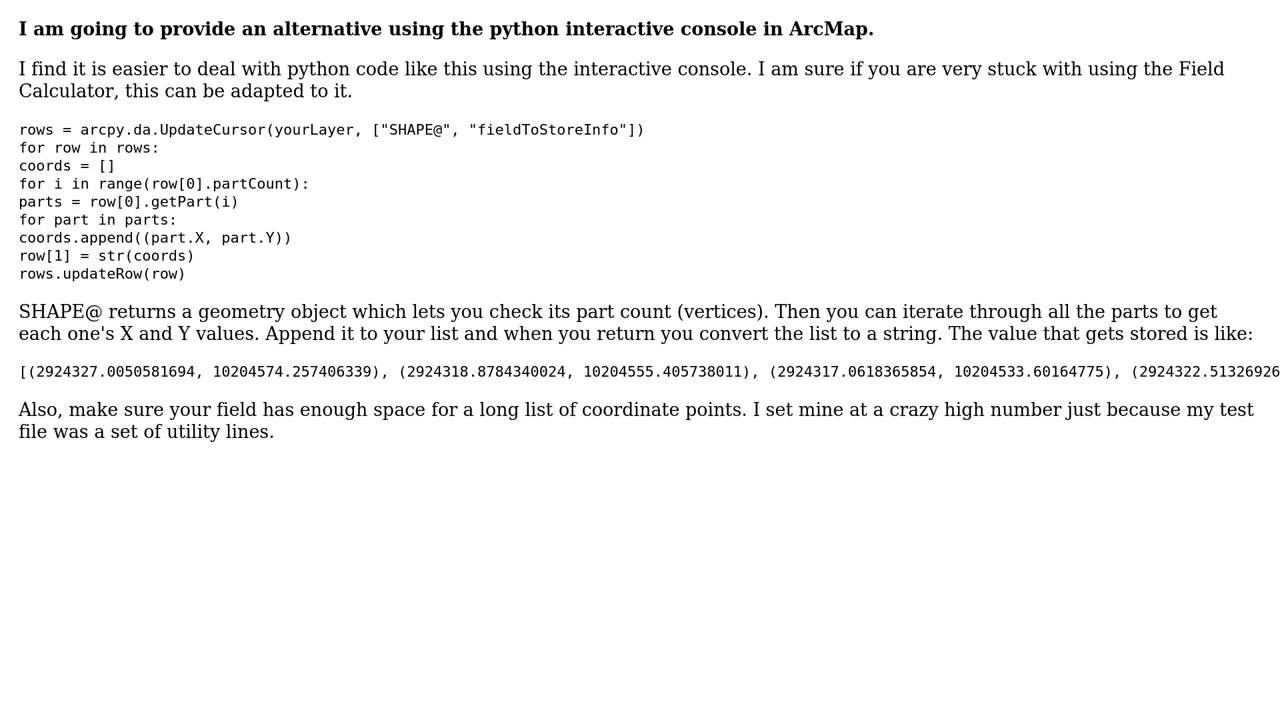 I am going to provide an alternative using the python interactive console in ArcMap.
I find it is easier to deal with python code like this using the interactive console. I am sure if you are very stuck with using the Field
Calculator, this can be adapted to it.
rows = arcpy.da.UpdateCursor(yourLayer, ["SHAPE@", "fieldToStoreInfo"])
for row in rows:
coords = []
for i in range(row[0].partCount):
parts = row[0].getPart(i)
for part in parts:
coords.append((part.X, part.Y))
row[1] = str(coords)
rows.updateRow(row)
SHAPE@ returns a geometry object which lets you check its part count (vertices). Then you can iterate through all the parts to get
each one's X and Y values. Append it to your list and when you return you convert the list to a string. The value that gets stored is like:
[(2924327.0050581694, 10204574.257406339), (2924318.8784340024, 10204555.405738011), (2924317.0618365854, 10204533.60164775), (2924322.51326926
Also, make sure your field has enough space for a long list of coordinate points. I set mine at a crazy high number just because my test
file was a set of utility lines.